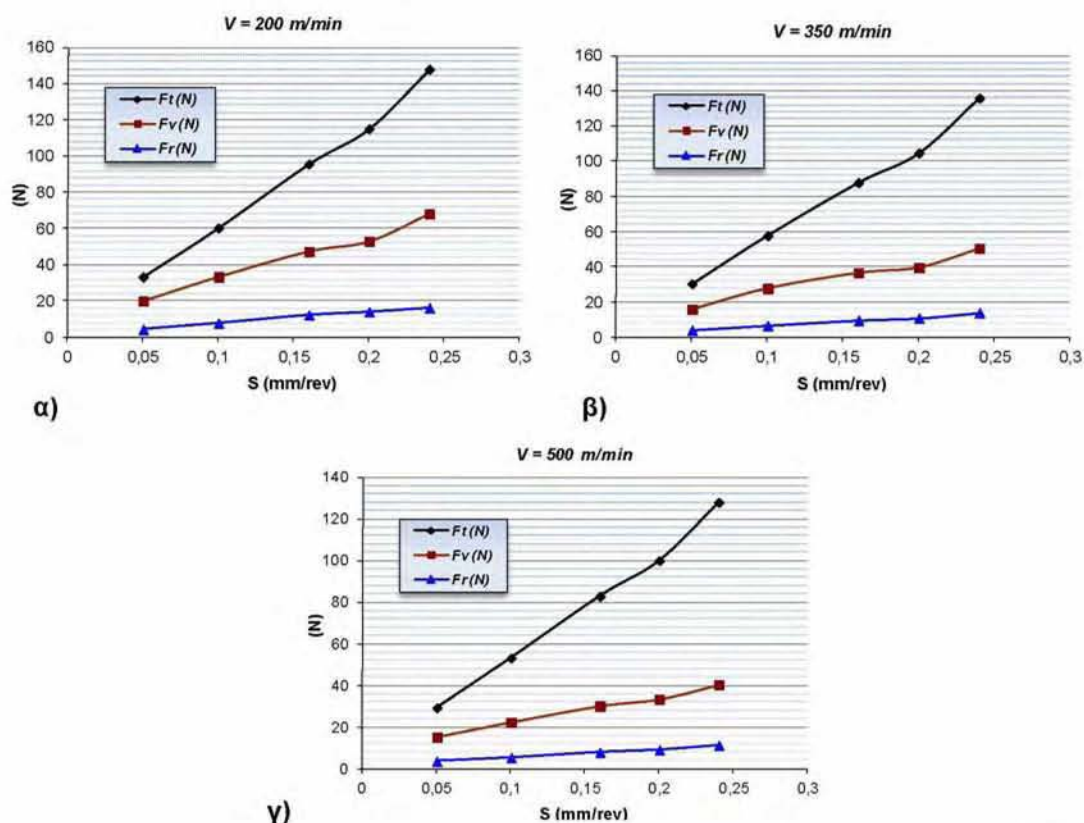 V = 200 m/min
160
140
120
100
80
60
40
20
0
(N)
Ft (N)
Fv (N)
Fr (N)
0 0,05 0,1 0,15 0,2 0,25 0,3
S (mm/rev)
α)
V = 350 m/min
160
140
120
100
80
60
40
20
0
(N)
Ft (N)
Fv (N)
Fr (N)
0 0,05 0,1 0,15 0,2 0,25 0,3
S (mm/rev)
β)
V = 500 m/min
140
120
100
80
60
40
20
0
(N)
Ft (N)
Fv (N)
Fr (N)
0 0,05 0,1 0,15 0,2 0,25 0,3
S (mm/rev)
γ)